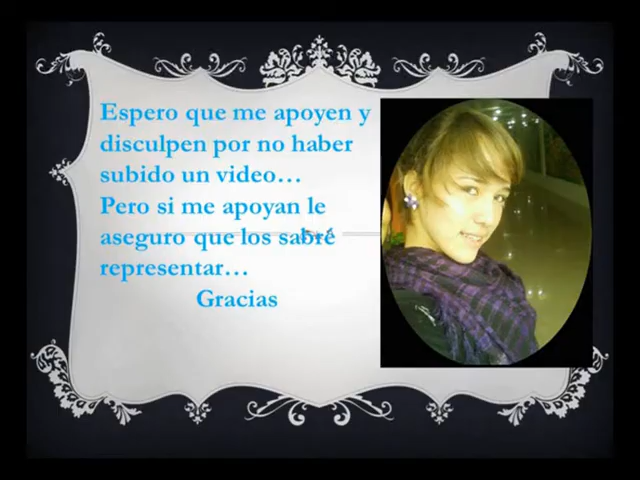 Espero que me apoyen y
disculpen por no haber
subido un video…
Pero si me apoyan le
aseguro que los sabré
representar…
Gracias